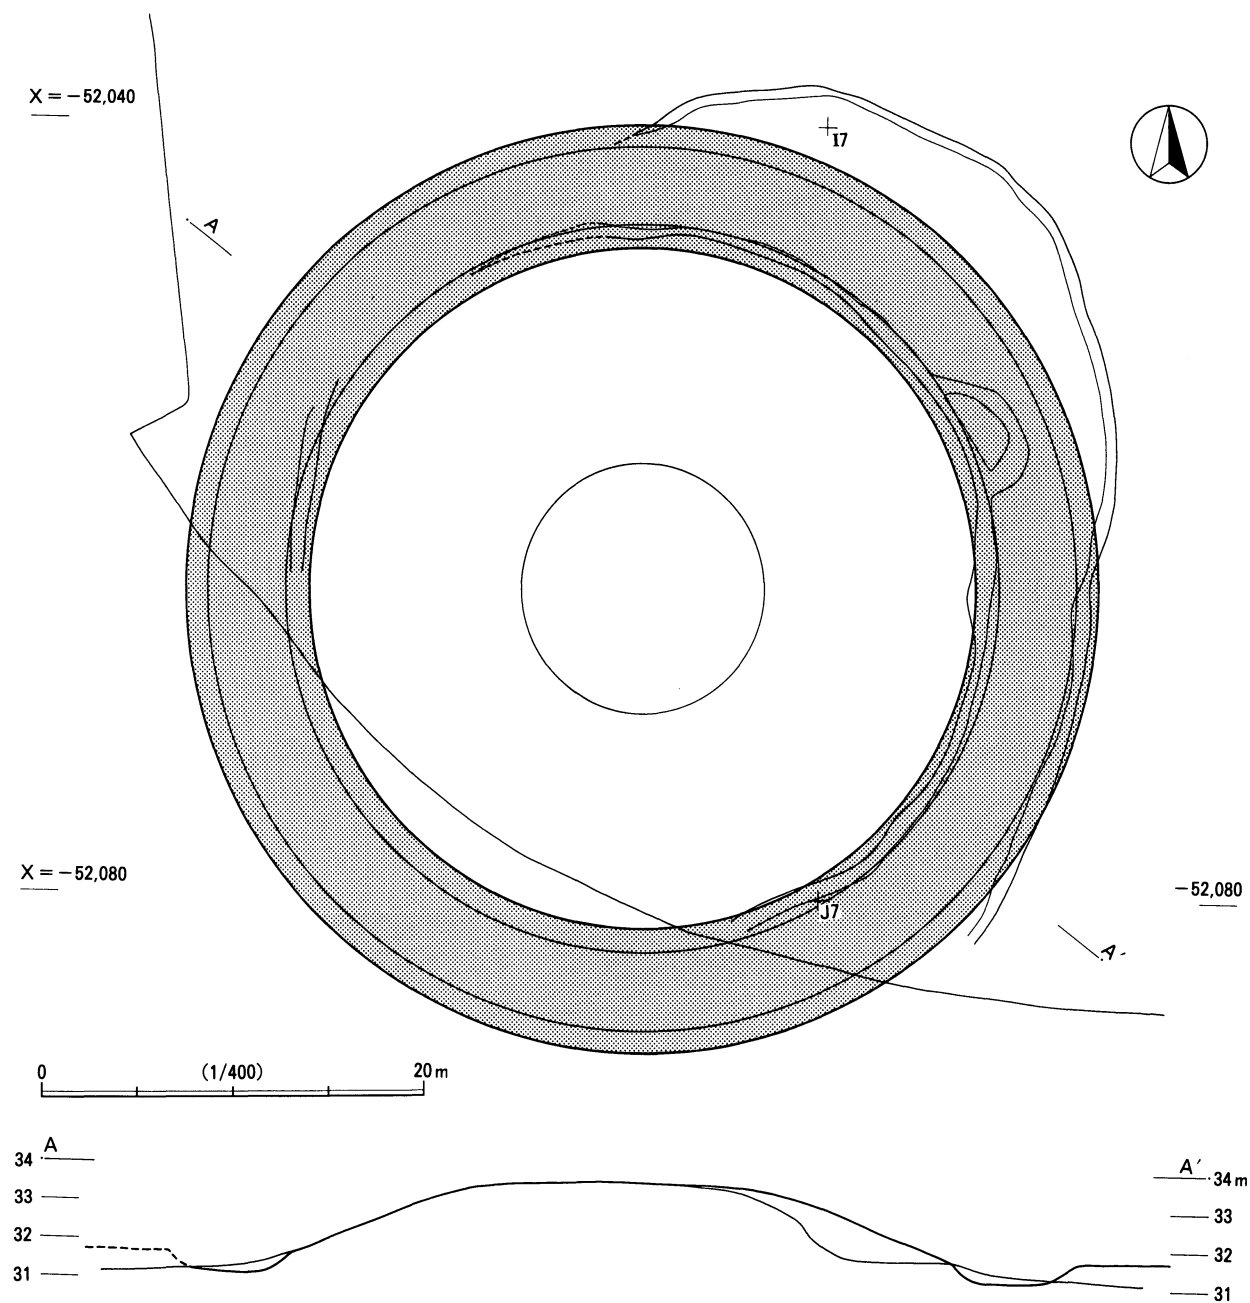 X = −52,040
I7
A
X = −52,080
−52,080
J7
A′
0 (1/400) 20 m
A
34
33
32
31
A′
34 m
33
32
31